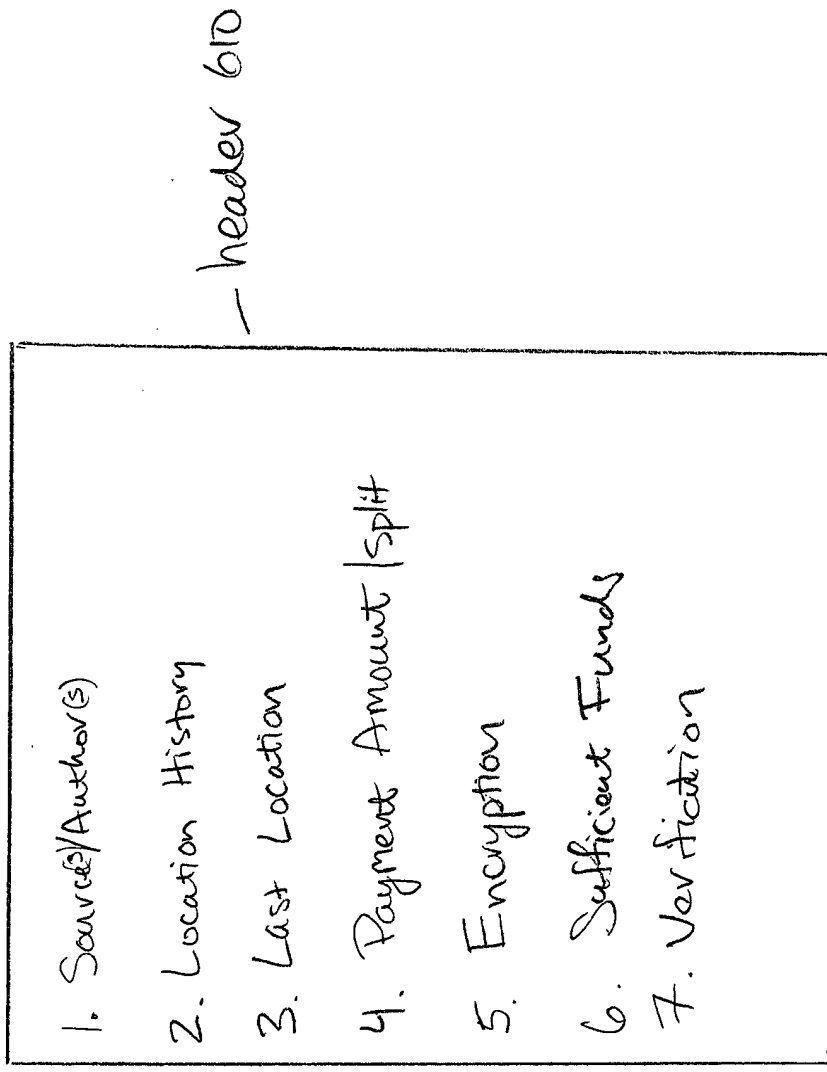 1. Source(s)/Author(s)
2. Location History
3. Last Location
4. Payment Amount /Split
5. Encryption
6. Sufficient Funds
7. Verification
— header 610